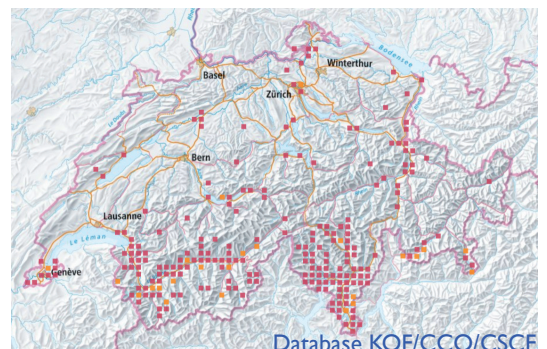 Bodensee
Basel
Winterthur
Zürich
Bern
Lausanne
Le Léman
Genève
Database KOF/CCO/CSCF